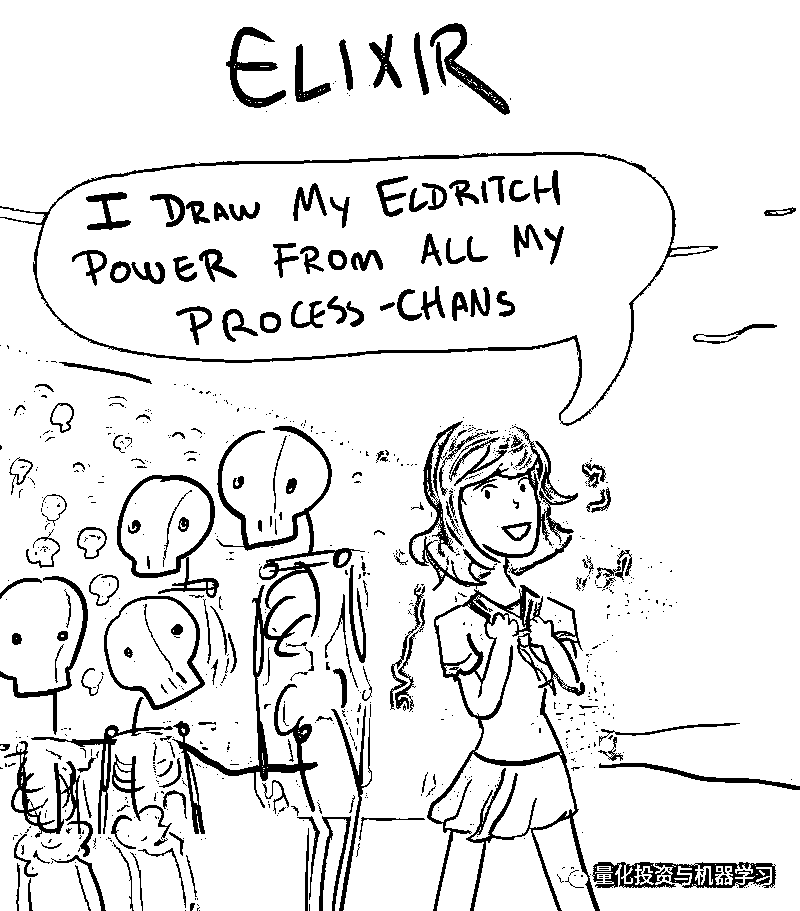 ELIXIR
I DRAW MY ELDRITCH
POWER FROM ALL MY
PROCESS-CHANS
量化投资与机器学习